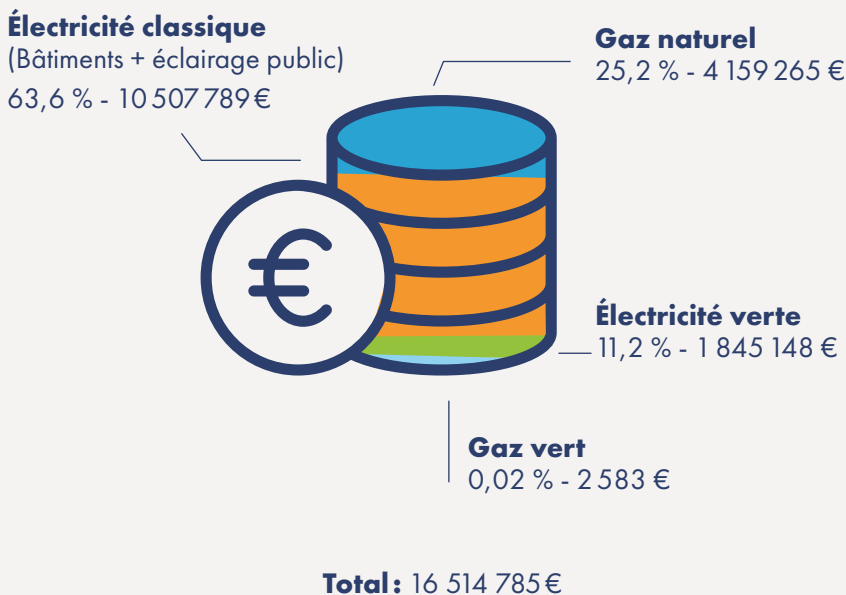 Électricité classique
(Bâtiments + éclairage public)
63,6 % - 10 507 789 €
Gaz naturel
25,2 % - 4 159 265 €
€
Électricité verte
11,2 % - 1 845 148 €
Gaz vert
0,02 % - 2 583 €
Total : 16 514 785 €